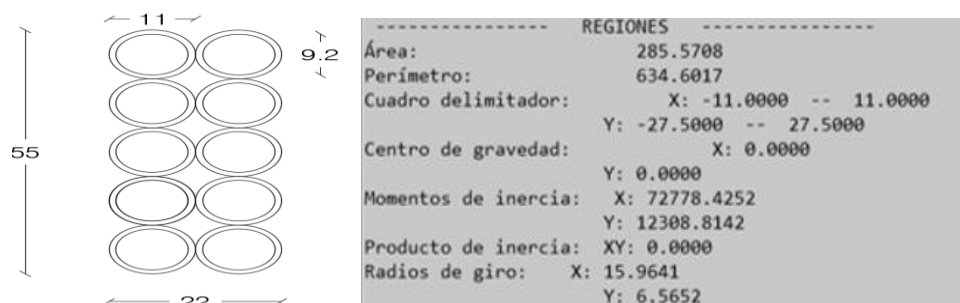 11
9.2
55
22
---------------- REGIONES ----------------
Área: 285.5708
Perímetro: 634.6017
Cuadro delimitador: X: -11.0000 -- 11.0000
Y: -27.5000 -- 27.5000
Centro de gravedad: X: 0.0000
Y: 0.0000
Momentos de inercia: X: 72778.4252
Y: 12308.8142
Producto de inercia: XY: 0.0000
Radios de giro: X: 15.9641
Y: 6.5652